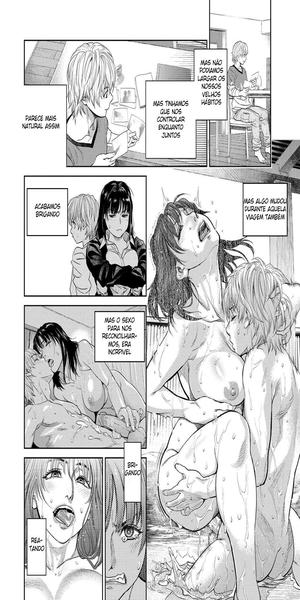 MAS NÃO
PODÍAMOS
LARGAR OS
NOSSOS
VELHOS
HÁBITOS
MAS TINHAMOS
QUE NOS
CONTROLAR
ENQUANTO
JUNTOS
PARECE MAIS
NATURAL ASSIM
MAS ALGO MUDOU
DURANTE AQUELA
VIAGEM TAMBÉM
ACABAMOS
BRIGANDO
MAS O SEXO
PARA NÓS
RECONCILIAR-
MOS, ERA
INCRÍVEL
BRI-
GANDO
REA-
TANDO